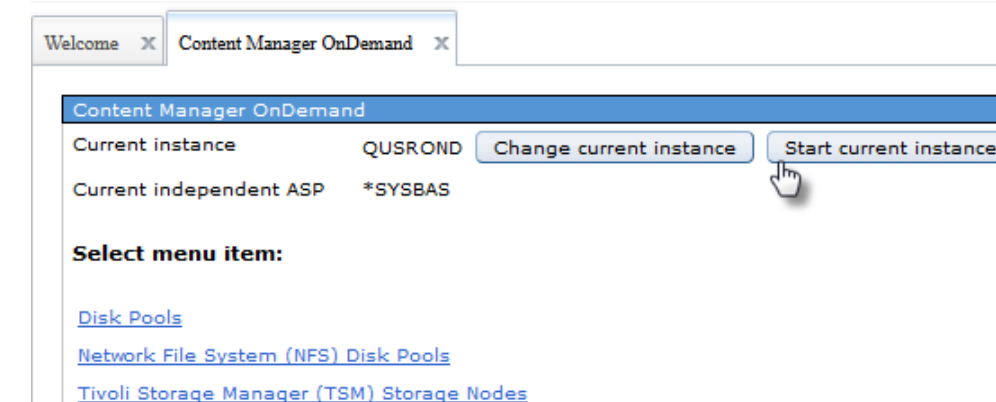 Welcome X Content Manager OnDemand X
Content Manager OnDemand
Current instance QUSROND Change current instance Start current instance
Current independent ASP *SYSBAS
Select menu item:
Disk Pools
Network File System (NFS) Disk Pools
Tivoli Storage Manager (TSM) Storage Nodes